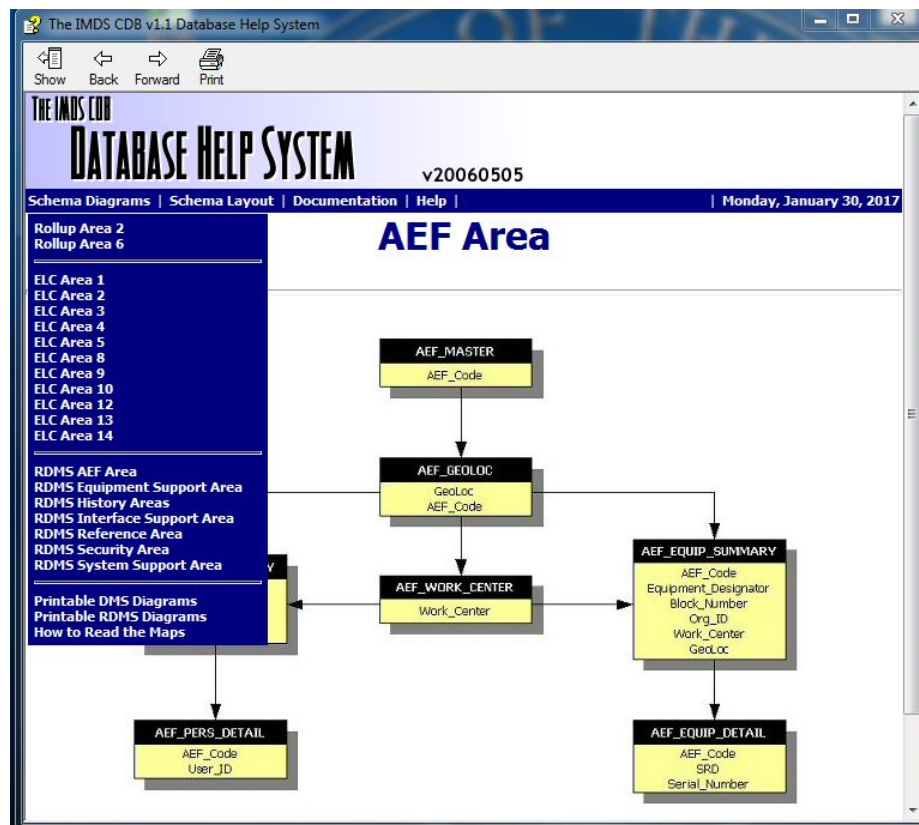 The IMDS CDB v1.1 Database Help System
Show Back Forward Print
THE IMDS CDB
DATABASE HELP SYSTEM
v20060505
Schema Diagrams | Schema Layout | Documentation | Help | | Monday, January 30, 2017
AEF Area
Rollup Area 2
Rollup Area 6
ELC Area 1
ELC Area 2
ELC Area 3
ELC Area 4
ELC Area 5
ELC Area 8
ELC Area 9
ELC Area 10
ELC Area 12
ELC Area 13
ELC Area 14
RDMS AEF Area
RDMS Equipment Support Area
RDMS History Areas
RDMS Interface Support Area
RDMS Reference Area
RDMS Security Area
RDMS System Support Area
Printable DMS Diagrams
Printable RDMS Diagrams
How to Read the Maps
AEF_MASTER
AEF_Code
AEF_GEOLOC
GeoLoc
AEF_Code
Y
AEF_WORK_CENTER
Work_Center
AEF_EQUIP_SUMMARY
AEF_Code
Equipment_Designator
Block_Number
Org_ID
Work_Center
GeoLoc
AEF_PERS_DETAIL
AEF_Code
User_ID
AEF_EQUIP_DETAIL
AEF_Code
SRD
Serial_Number